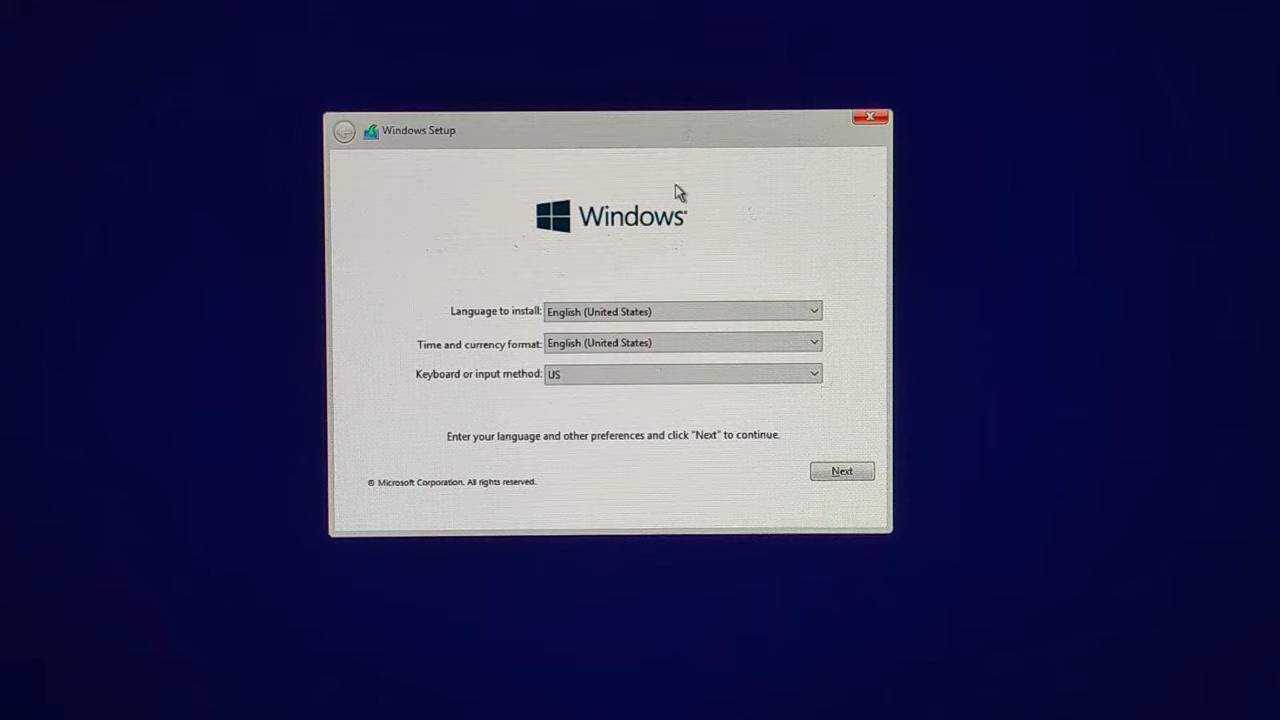 Windows Setup
Windows
Language to install: English (United States)
Time and currency format: English (United States)
Keyboard or input method: US
Enter your language and other preferences and click "Next" to continue.
Next
© Microsoft Corporation. All rights reserved.